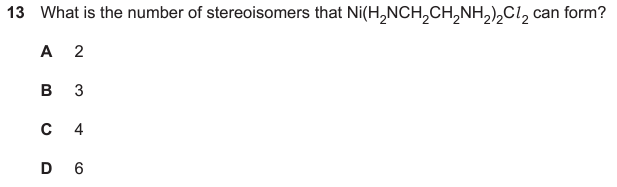 13 What is the number of stereoisomers that Ni(H₂NCH₂CH₂NH₂)₂Cl₂ can form?
A 2
B 3
C 4
D 6